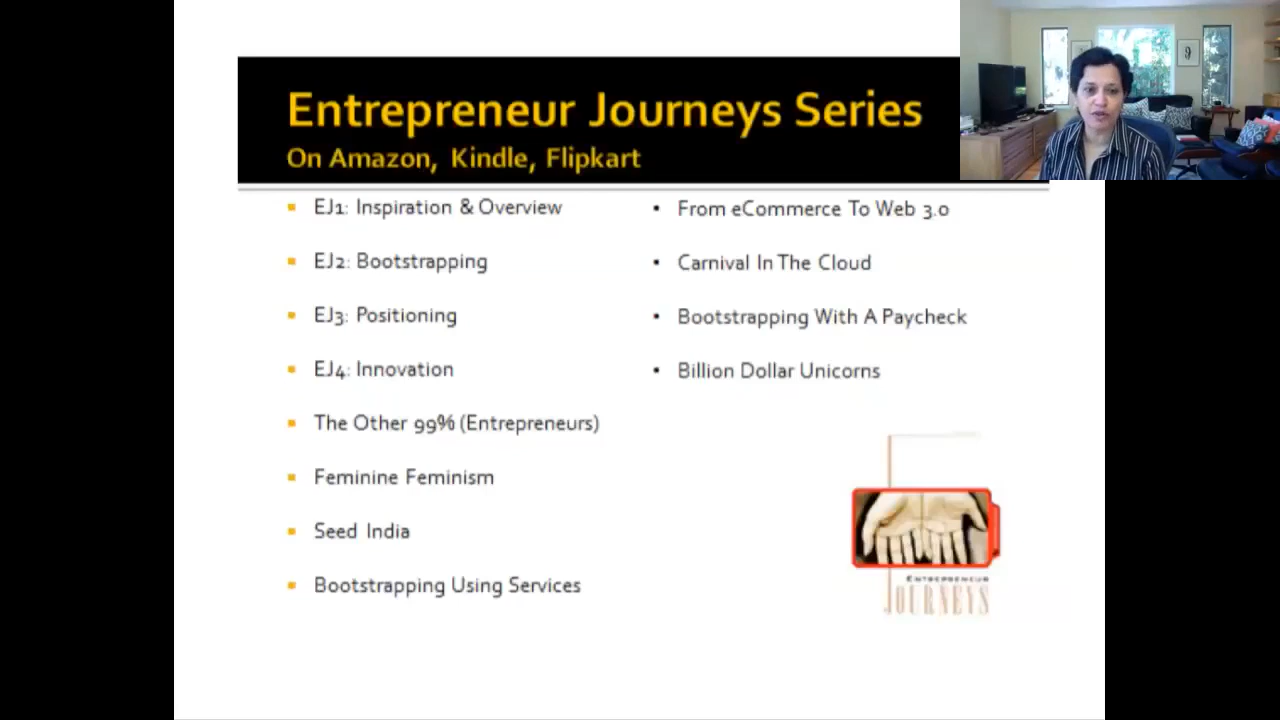 Entrepreneur Journeys Series
On Amazon, Kindle, Flipkart
EJ1: Inspiration & Overview
EJ2: Bootstrapping
EJ3: Positioning
EJ4: Innovation
The Other 99% (Entrepreneurs)
Feminine Feminism
Seed India
Bootstrapping Using Services
From eCommerce To Web 3.0
Carnival In The Cloud
Bootstrapping With A Paycheck
Billion Dollar Unicorns
ENTREPRENEUR
JOURNEYS